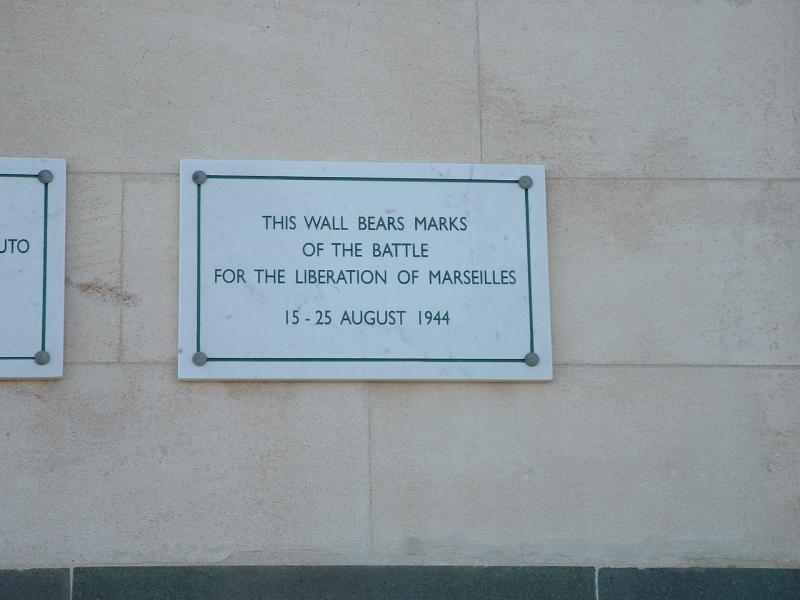 UTO
THIS WALL BEARS MARKS
OF THE BATTLE
FOR THE LIBERATION OF MARSEILLES
15 - 25 AUGUST 1944